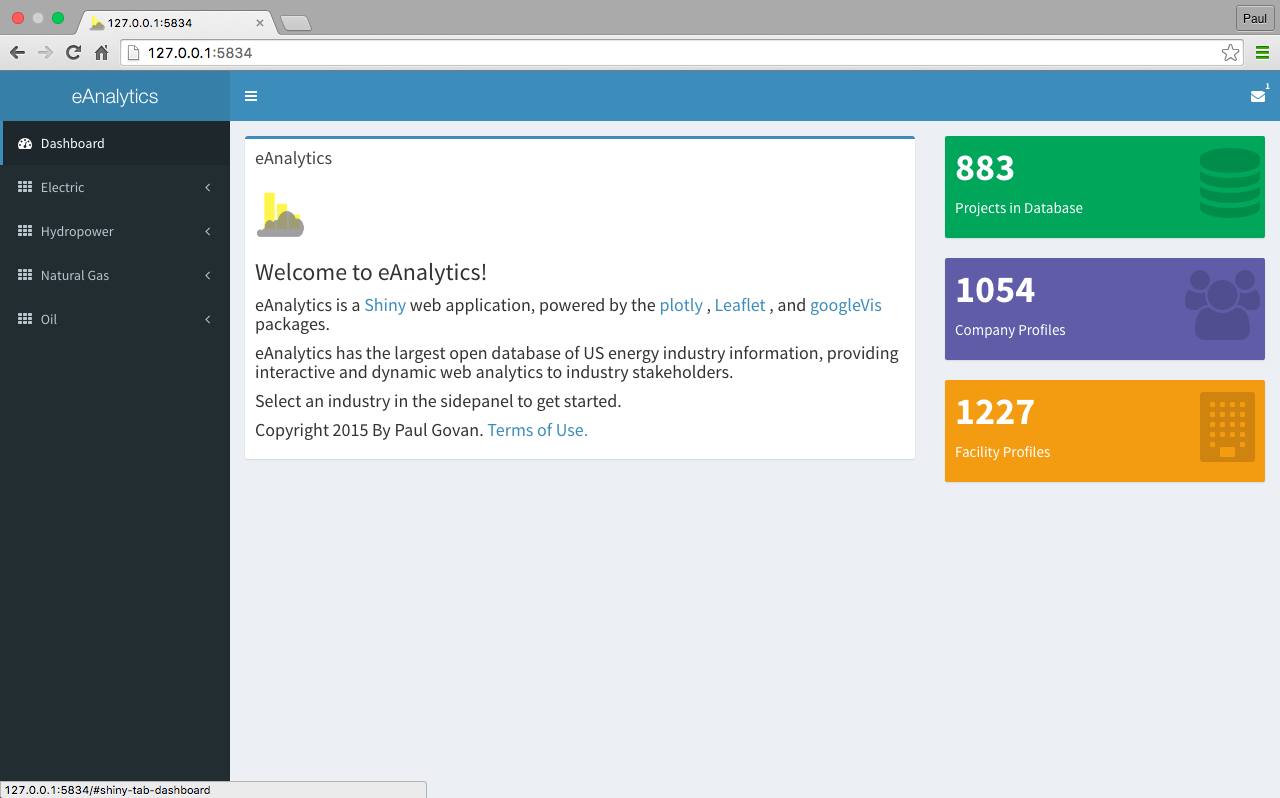 127.0.0.1:5834
Paul
127.0.0.1:5834
eAnalytics
1
Dashboard
Electric
Hydropower
Natural Gas
Oil
eAnalytics
Welcome to eAnalytics!
eAnalytics is a Shiny web application, powered by the plotly , Leaflet , and googleVis
packages.
eAnalytics has the largest open database of US energy industry information, providing
interactive and dynamic web analytics to industry stakeholders.
Select an industry in the sidepanel to get started.
Copyright 2015 By Paul Govan. Terms of Use.
883
Projects in Database
1054
Company Profiles
1227
Facility Profiles
127.0.0.1:5834/#shiny-tab-dashboard